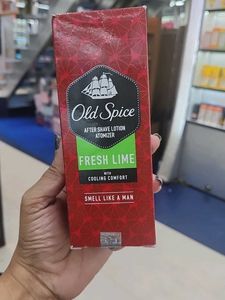 Old Spice
AFTER SHAVE LOTION
ATOMIZER
FRESH LIME
WITH
COOLING COMFORT
SMELL LIKE A MAN